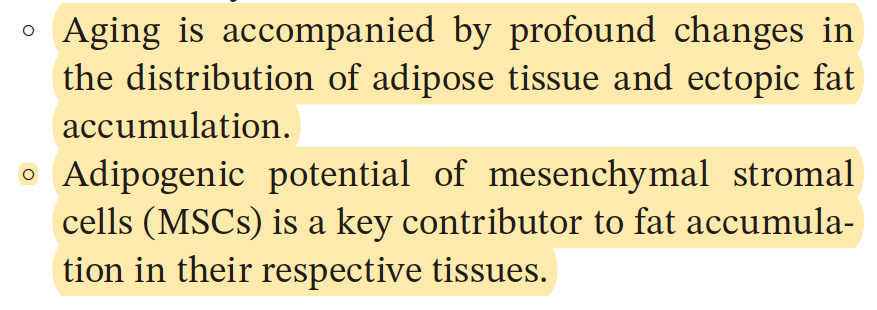 ◦ Aging is accompanied by profound changes in
the distribution of adipose tissue and ectopic fat
accumulation.
◦ Adipogenic potential of mesenchymal stromal
cells (MSCs) is a key contributor to fat accumula-
tion in their respective tissues.